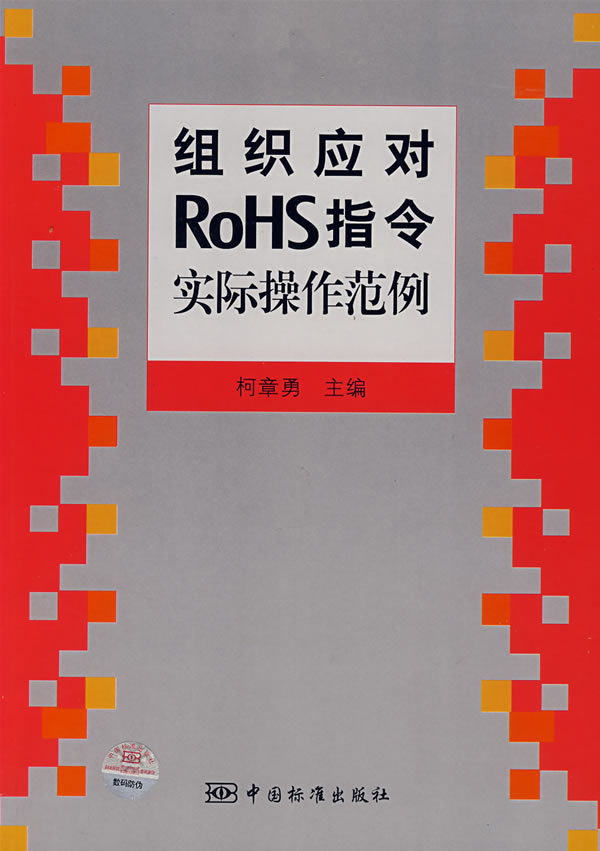 组织应对
RoHS指令
实际操作范例
柯章勇 主编
数码防伪
中国标准出版社